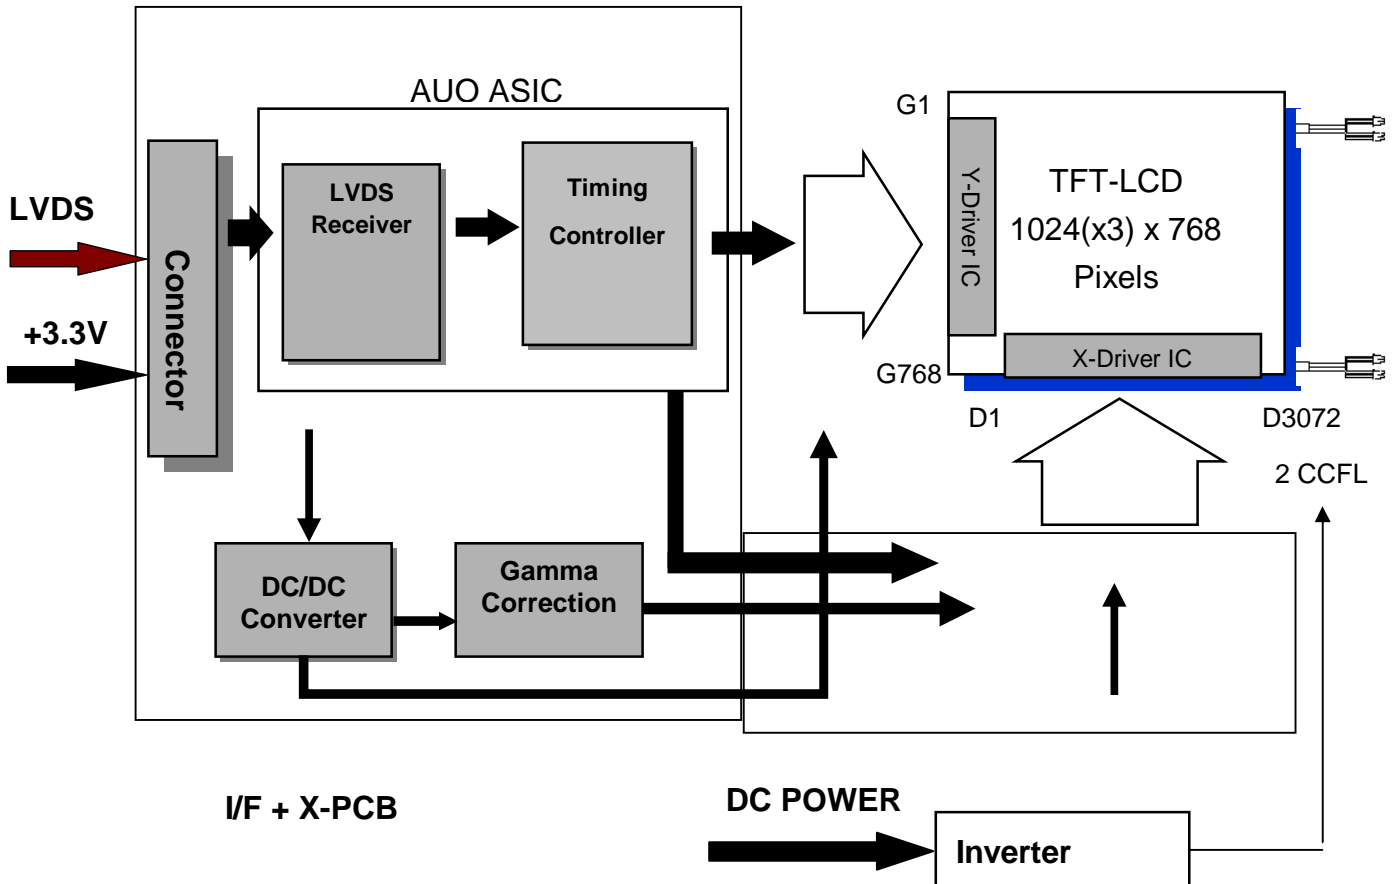 AUO ASIC
G1
LVDS
+3.3V
Connector
LVDS
Receiver
Timing
Controller
Y-Driver IC
TFT-LCD
1024(x3) x 768
Pixels
X-Driver IC
G768
D1
D3072
2 CCFL
DC/DC
Converter
Gamma
Correction
I/F + X-PCB
DC POWER
Inverter